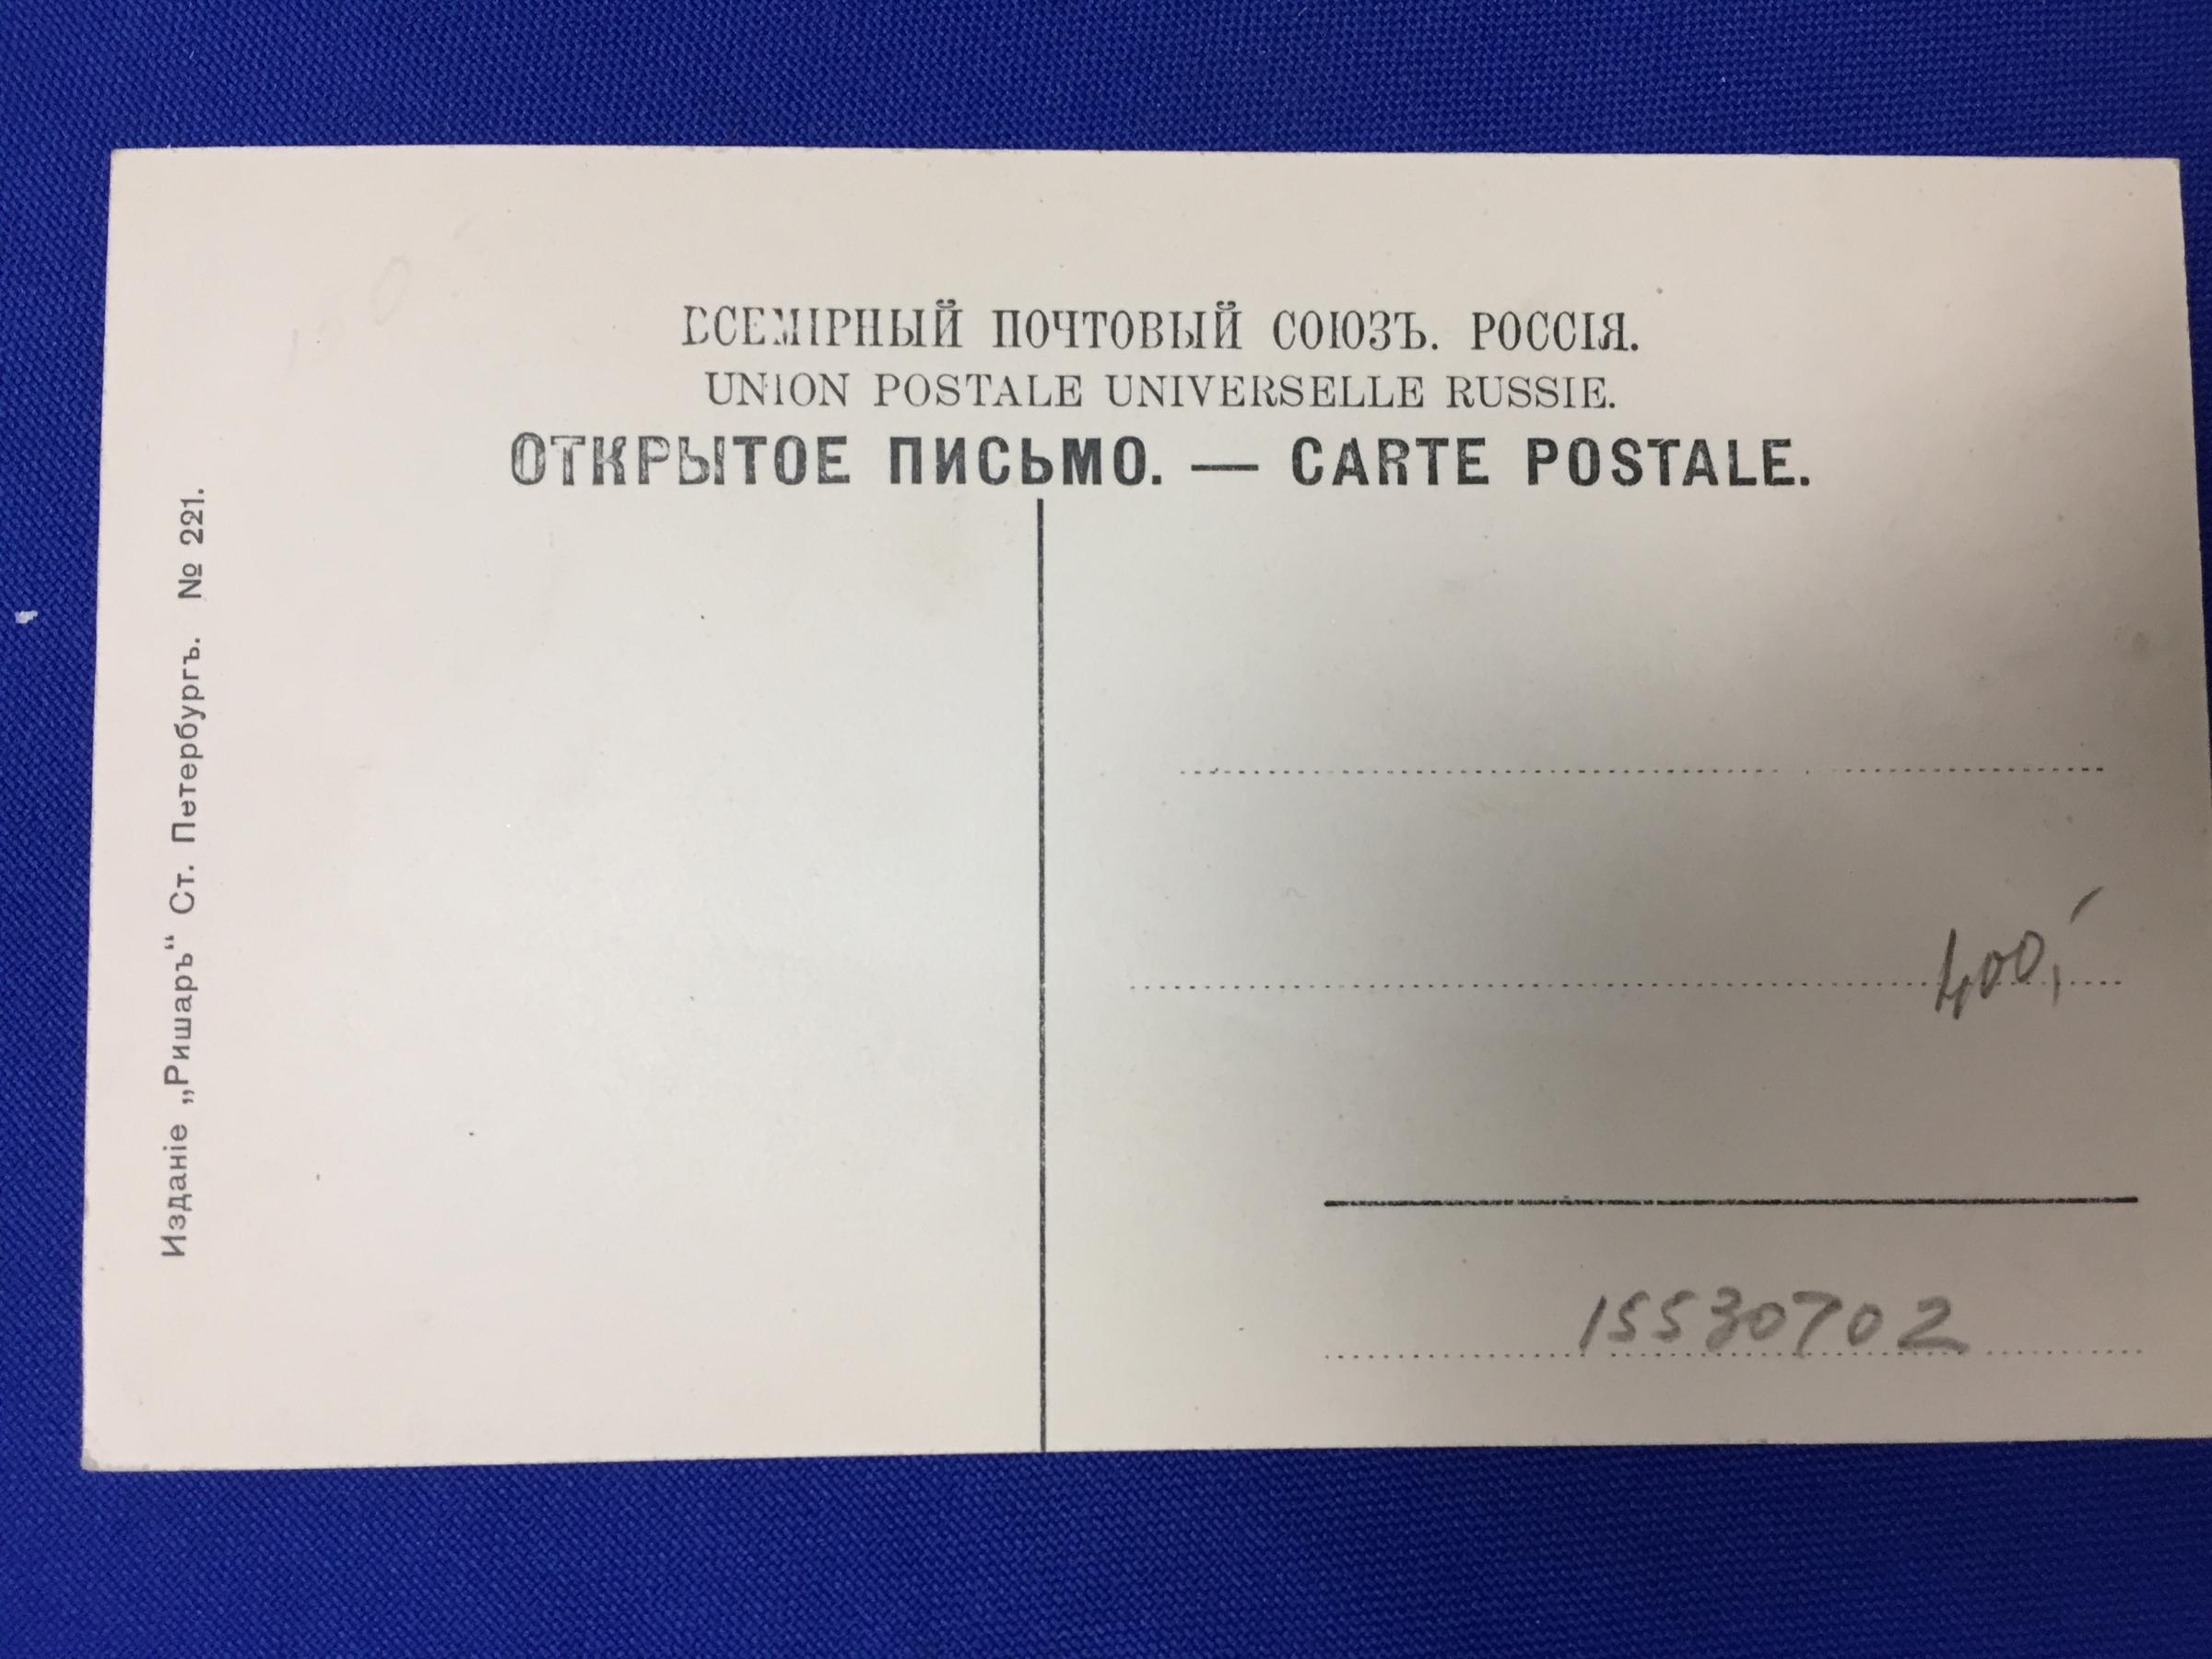 ВСЕМІРНЫЙ ПОЧТОВЫЙ СОЮЗЪ. РОССІЯ.
UNION POSTALE UNIVERSELLE RUSSIE.
ОТКРЫТОЕ ПИСЬМО. — CARTE POSTALE.
Изданіе „Ришаръ“ Ст. Петербургъ. № 221.
400,-
15530702